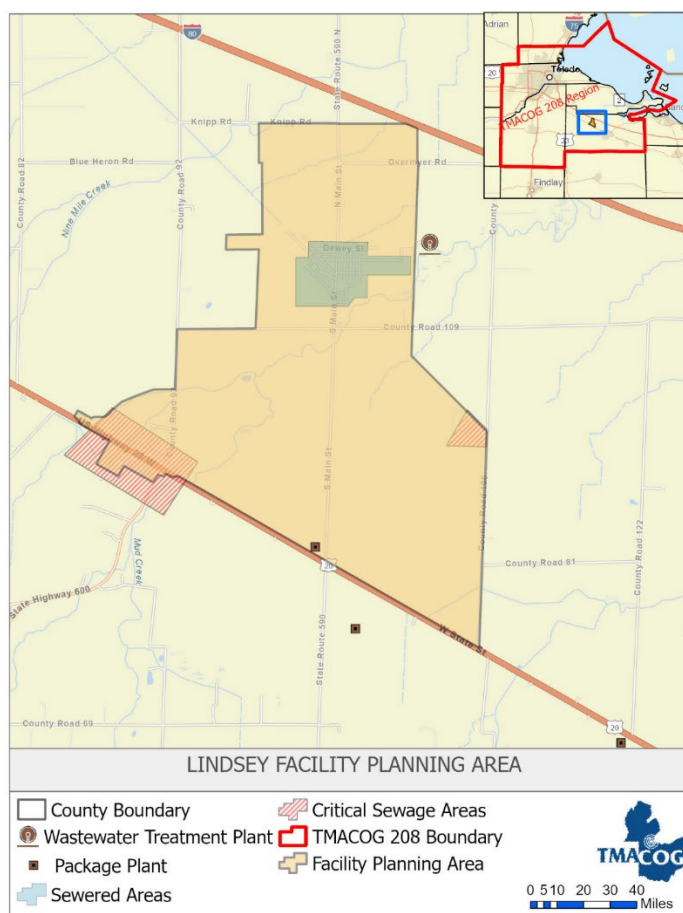 80
State Route 590 N
75
Adrian
20
Toledo
2
TMACOG 208 Region
23
Findlay
Knipp Rd
Knipp Rd
County Road 82
County Road 92
Blue Heron Rd
Overmyer Rd
N Main St
Nine Mile Creek
Dewey St
S Main St
County Road 109
County Road 106
S Main St
County Road 81
County Road 122
Mud Creek
State Highway 600
20
State Route 590
W State St
County Road 69
20
LINDSEY FACILITY PLANNING AREA
County Boundary
Critical Sewage Areas
Wastewater Treatment Plant
TMACOG 208 Boundary
Package Plant
Facility Planning Area
Sewered Areas
TMACOG
0 5 10 20 30 40
Miles